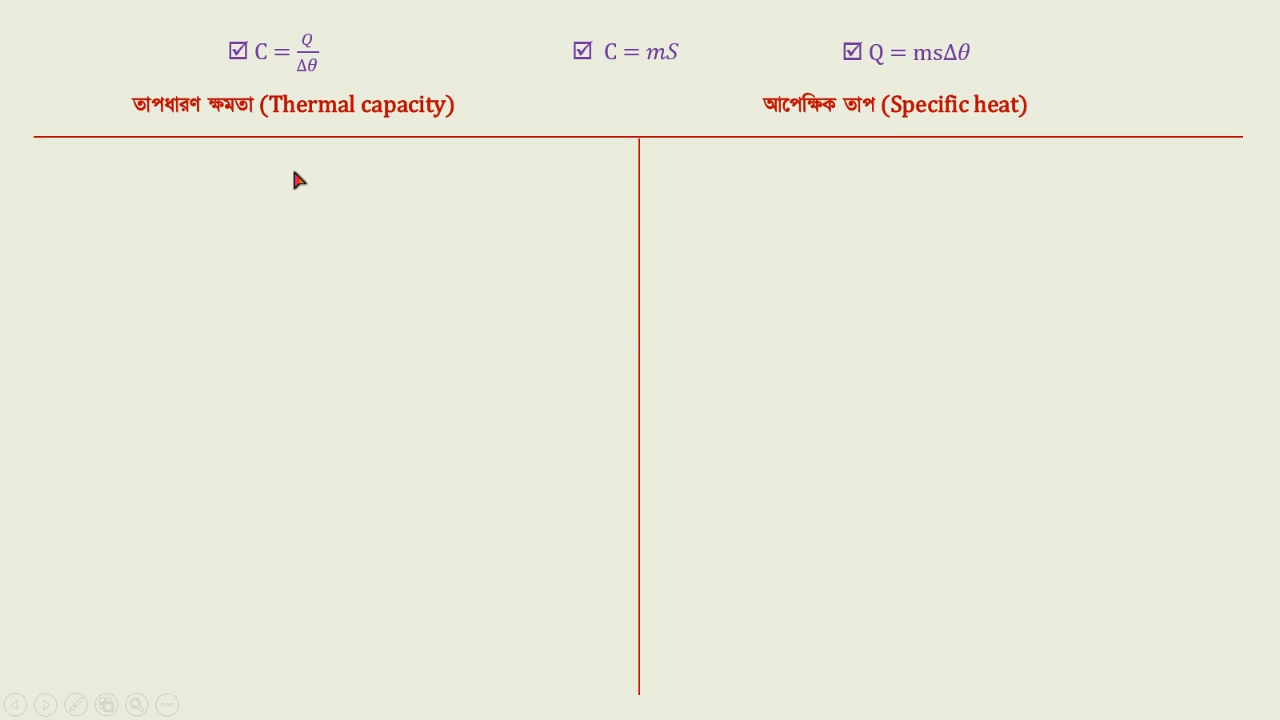 ☑ C = Q/Δθ ☑ C = mS ☑ Q = msΔθ
তাপধারণ ক্ষমতা (Thermal capacity) আপেক্ষিক তাপ (Specific heat)